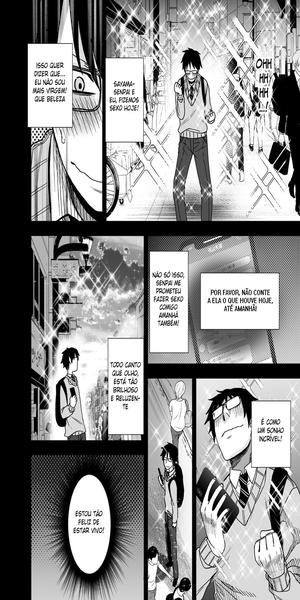 ISSO QUER
DIZER QUE...
EU NÃO SOU
MAIS VIRGEM!
QUE BELEZA
SAYAMA-
SENPAI E
EU, FIZEMOS
SEXO HOJE!
OHH
HHH
HH!
NÃO SÓ ISSO,
SENPAI ME
PROMETEU
FAZER SEXO
COMIGO
AMANHÃ
TAMBÉM!
POR FAVOR, NÃO CONTE
A ELA O QUE HOUVE HOJE,
ATÉ AMANHÃ!
TODO CANTO
QUE OLHO,
ESTÁ TÃO
BRILHOSO
E RELUZEN-
TE
É COMO
UM SONHO
INCRÍVEL!
ESTOU TÃO
FELIZ DE
ESTAR VIVO!